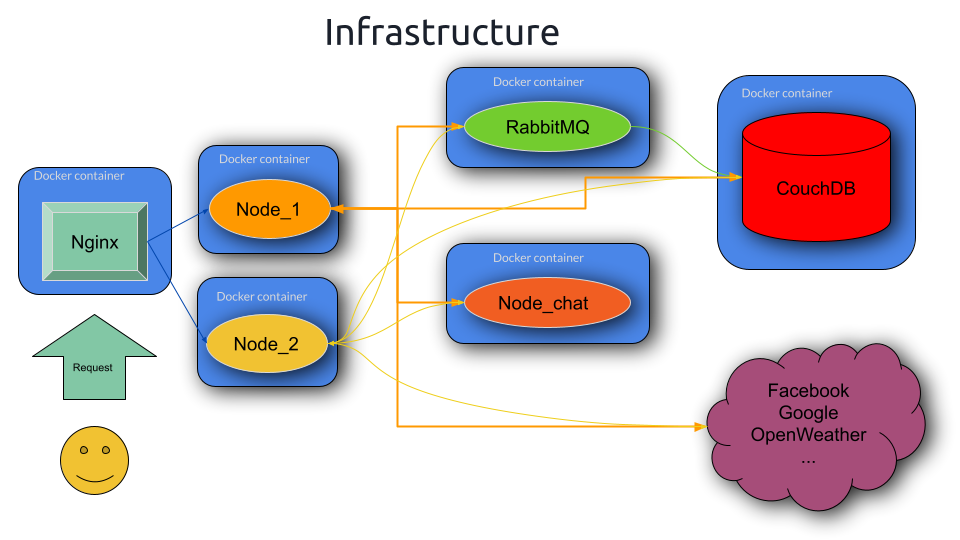 Infrastructure
Docker container
Nginx
Request
Docker container
Node_1
Docker container
Node_2
Docker container
RabbitMQ
Docker container
Node_chat
Docker container
CouchDB
Facebook
Google
OpenWeather
...